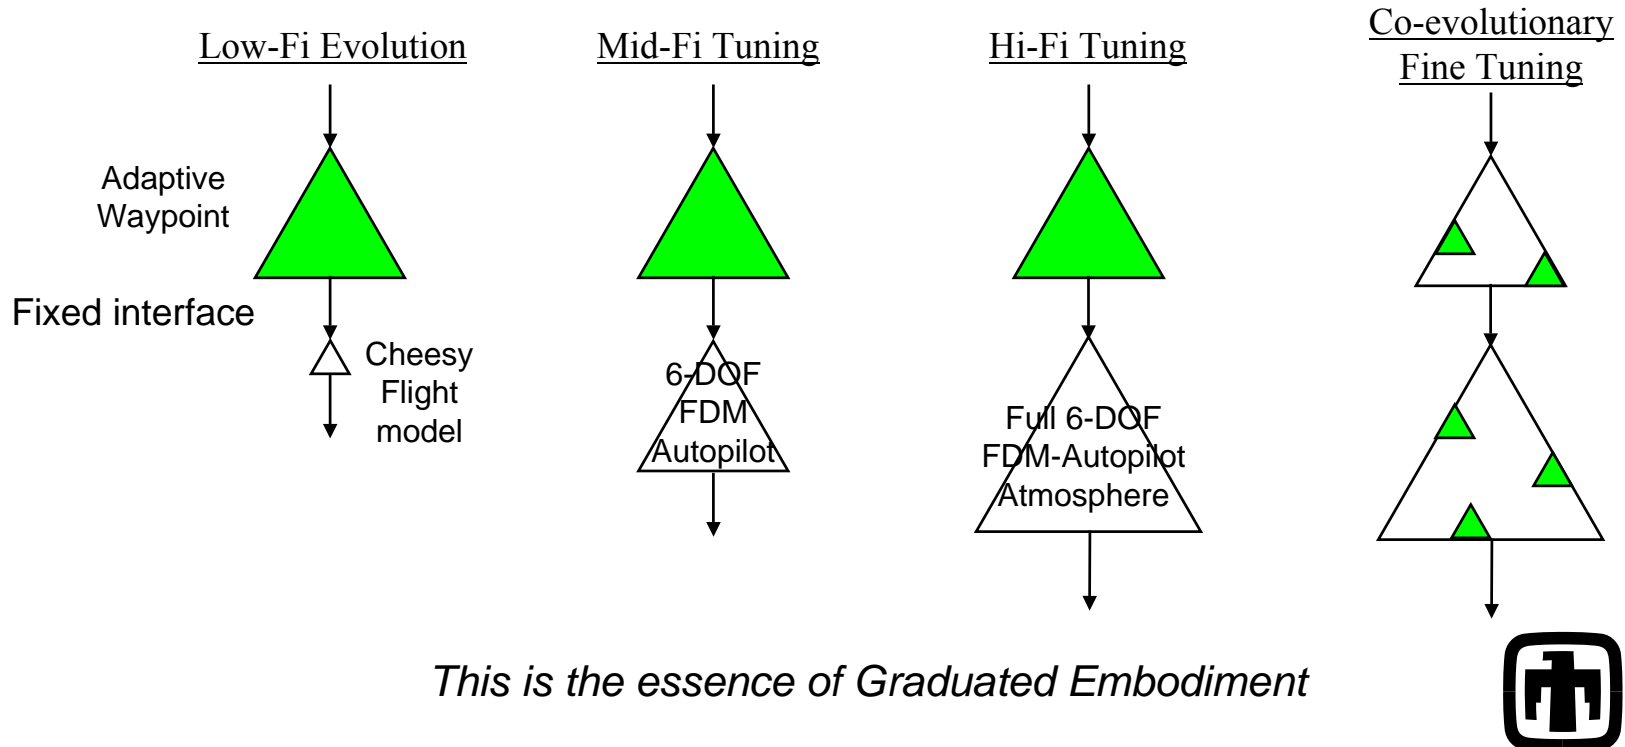 Low-Fi Evolution
Mid-Fi Tuning
Hi-Fi Tuning
Co-evolutionary
Fine Tuning
Adaptive
Waypoint
Fixed interface
Cheesy
Flight
model
6-DOF
FDM
Autopilot
Full 6-DOF
FDM-Autopilot
Atmosphere
This is the essence of Graduated Embodiment